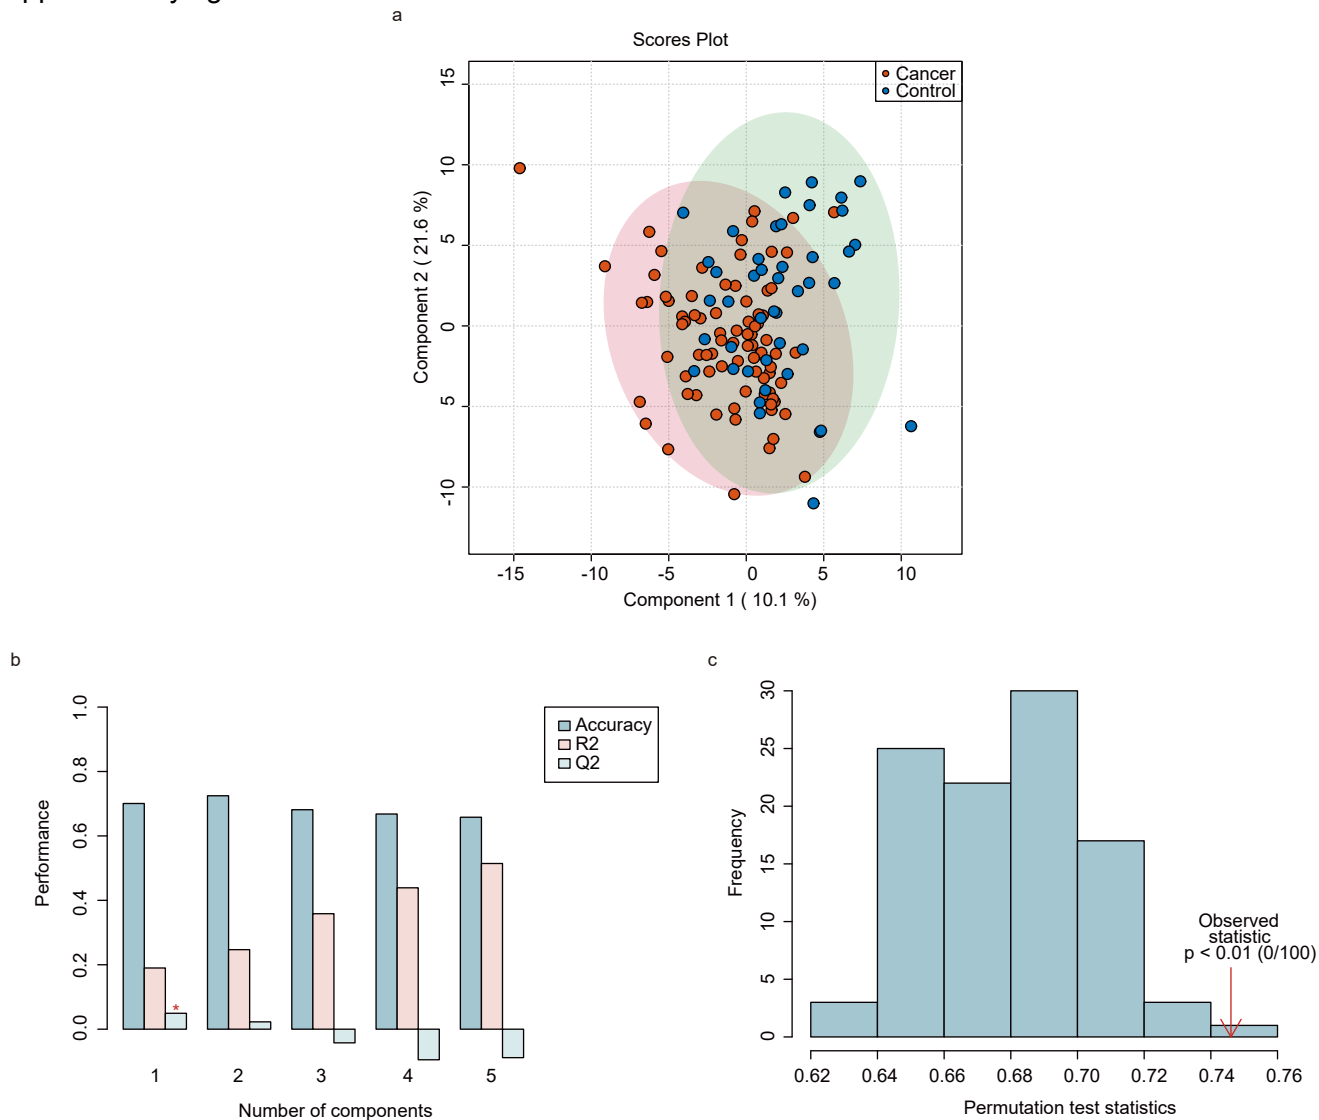 a
Scores Plot
Cancer
Control
15
10
5
0
5
-10
Component 2 ( 21.6 %)
-15
-10
-5
0
5
10
Component 1 ( 10.1 %)
b
1.0
0.8
0.6
0.4
0.2
0.0
Performance
Accuracy
R2
Q2
*
1
2
3
4
5
Number of components
c
30
25
20
15
10
5
0
Frequency
Observed
statistic
p < 0.01 (0/100)
0.62
0.64
0.66
0.68
0.70
0.72
0.74
0.76
Permutation test statistics